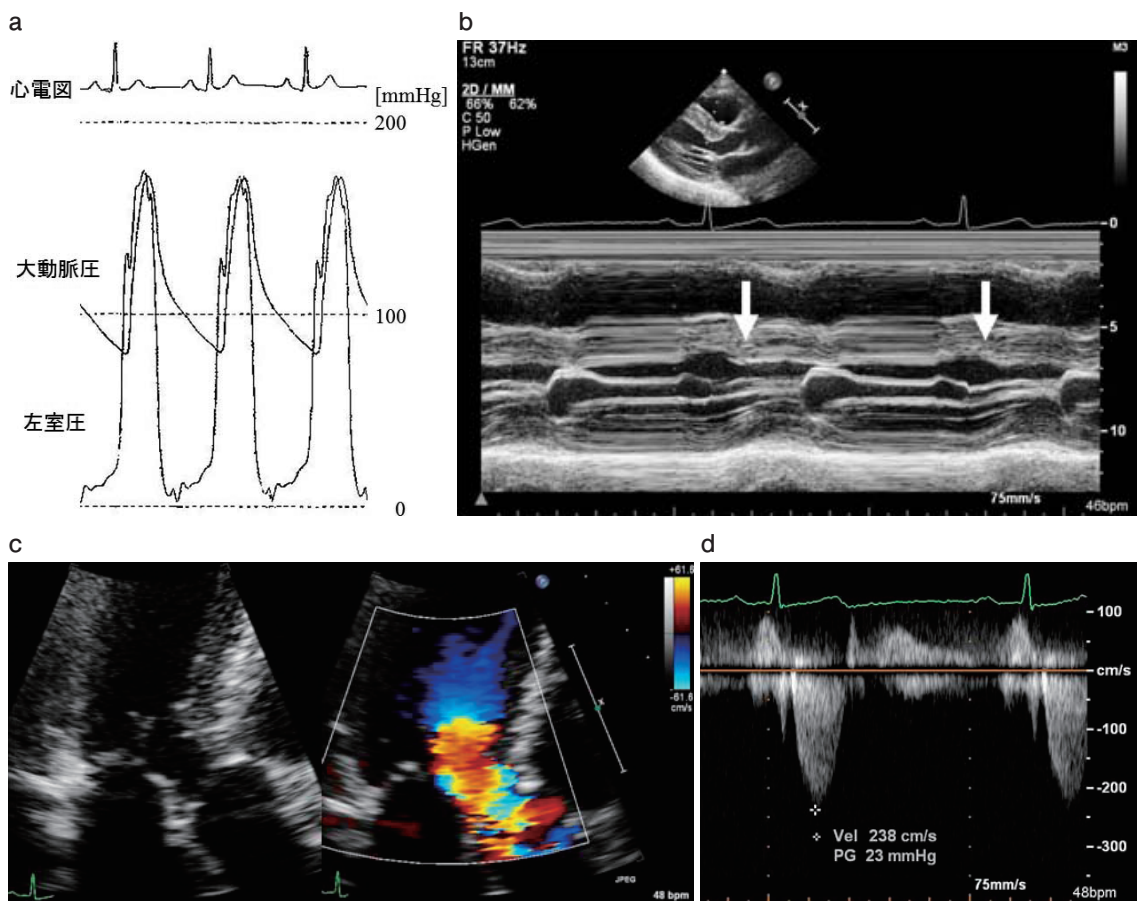 a
心電図
[mmHg]
200
大動脈圧
100
左室圧
0
b
FR 37Hz
13cm
2D / MM
66% 62%
C 50
P Low
HGen
M3
0
5
10
75mm/s
46bpm
c
+61.6
-61.6
cm/s
JPEG
48 bpm
d
100
cm/s
-100
-200
-300
Vel 238 cm/s
PG 23 mmHg
75mm/s
48bpm